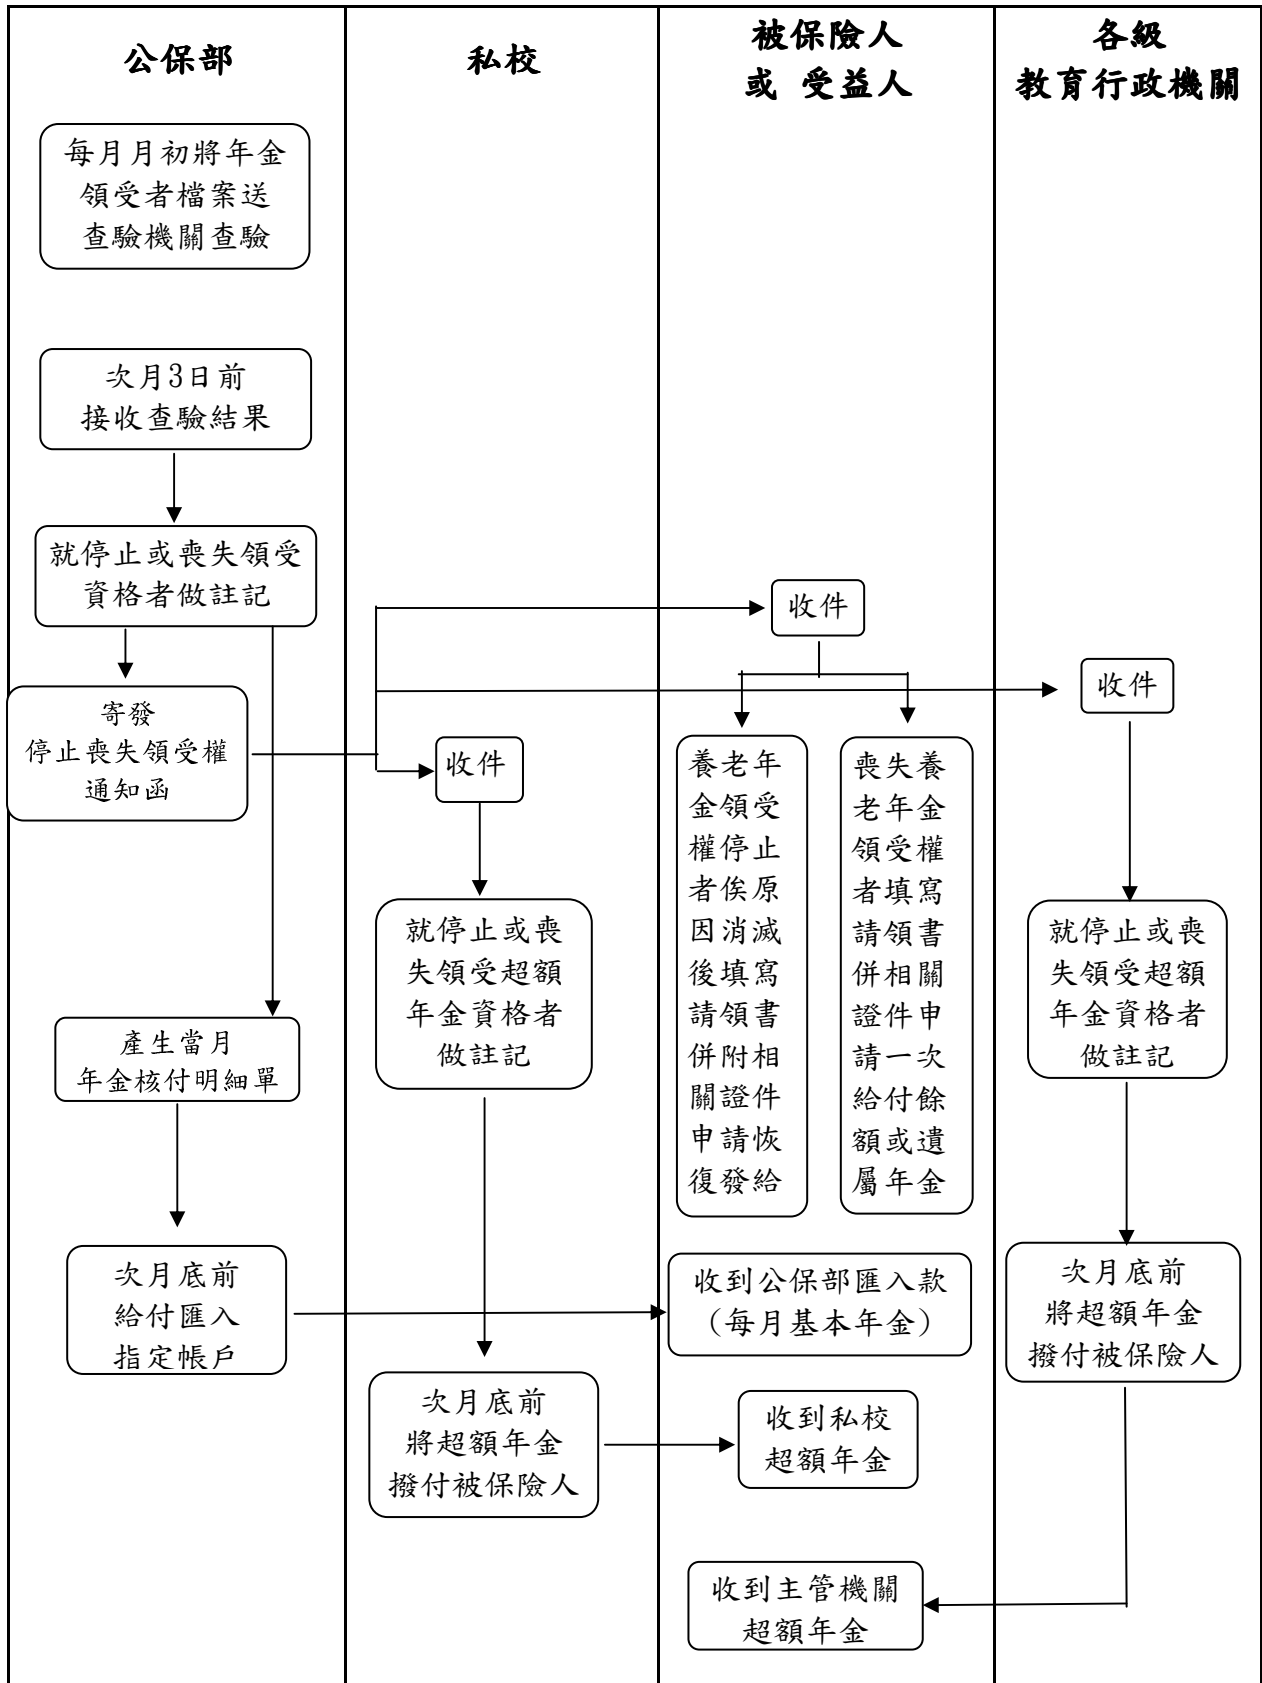 公保部
私校
被保險人
或 受益人
各級
教育行政機關
每月月初將年金
領受者檔案送
查驗機關查驗
次月3日前
接收查驗結果
就停止或喪失領受
資格者做註記
寄發
停止喪失領受權
通知函
產生當月
年金核付明細單
次月底前
給付匯入
指定帳戶
收件
就停止或喪
失領受超額
年金資格者
做註記
次月底前
將超額年金
撥付被保險人
收件
養老年
金領受
權停止
者俟原
因消滅
後填寫
請領書
併附相
關證件
申請恢
復發給
喪失養
老年金
領受權
者填寫
請領書
併相關
證件申
請一次
給付餘
額或遺
屬年金
收到公保部匯入款
（每月基本年金）
收到私校
超額年金
收到主管機關
超額年金
收件
就停止或喪
失領受超額
年金資格者
做註記
次月底前
將超額年金
撥付被保險人